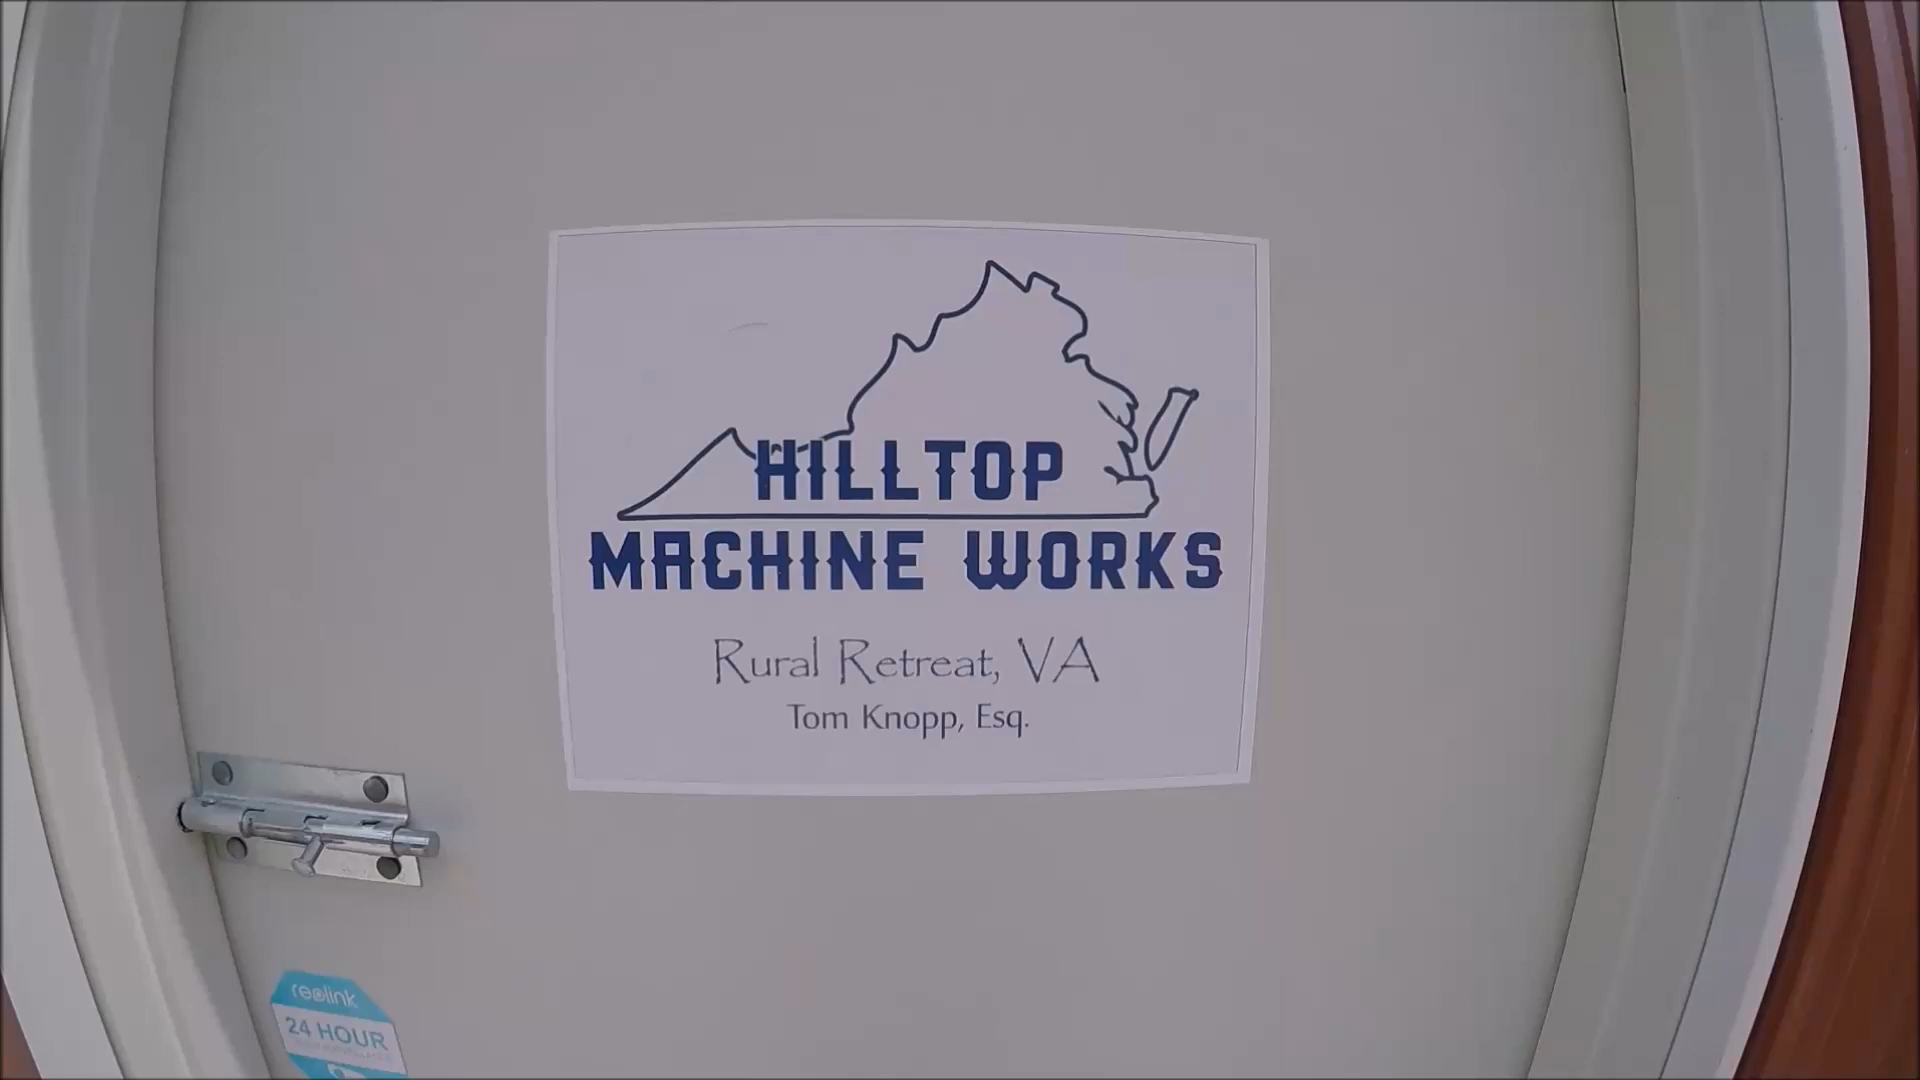 HILLTOP
MACHINE WORKS
Rural Retreat, VA
Tom Knopp, Esq.
reolink
24 HOUR